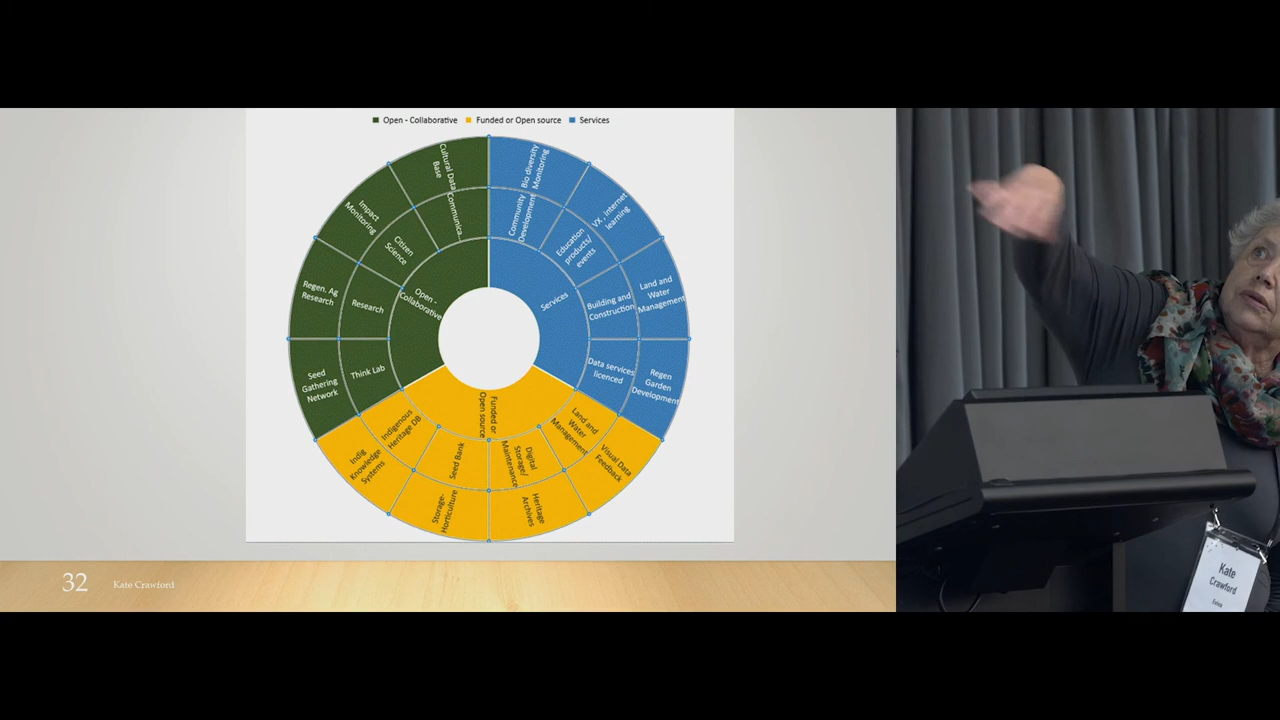 Open - Collaborative
Funded or Open source
Services
Cultural Data
Base
Communica...
Impact
Monitoring
Citizen
Science
Regen. Ag
Research
Research
Open -
Collaborative
Seed
Gathering
Network
Think Lab
Bio diversity
Monitoring
Community
Development
VX, internet
learning
Education
products/
events
Services
Building and
Construction
Land and
Water
Management
Data services
licenced
Regen
Garden
Development
Funded or
Open source
Indigenous
Heritage DB
Indig
Knowledge
Systems
Seed Bank
Storage-
Horticulture
Digital
Storage/
Maintenance
Heritage
Archives
Land and
Water
Management
Visual Data
Feedback
32
Kate Crawford
Kate
Crawford